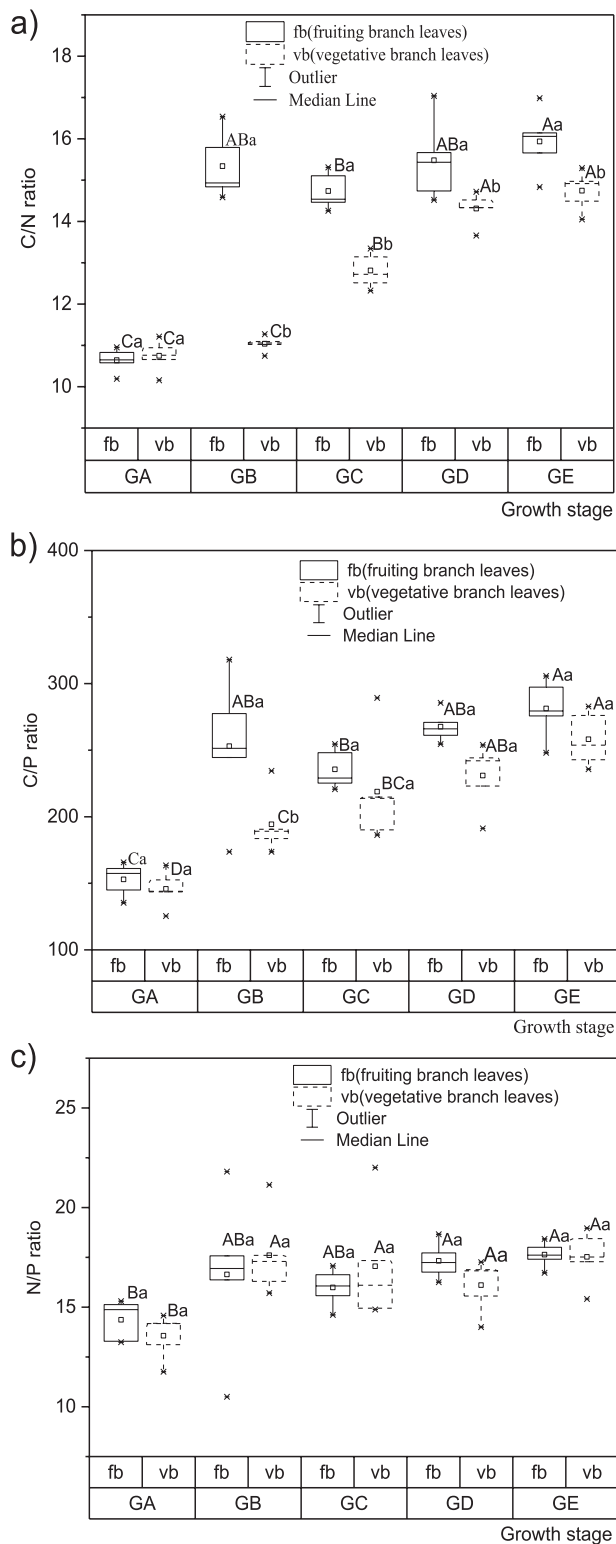 a)
fb(fruiting branch leaves)
vb(vegetative branch leaves)
Outlier
Median Line
18
16
14
12
10
C/N ratio
Ca
Ca
ABa
Cb
Ba
Bb
ABa
Ab
Aa
Ab
fb vb fb vb fb vb fb vb fb vb
GA GB GC GD GE
Growth stage
b)
fb(fruiting branch leaves)
vb(vegetative branch leaves)
Outlier
Median Line
400
300
200
100
C/P ratio
Ca
Da
ABa
Cb
Ba
BCa
ABa
ABa
Aa
Aa
fb vb fb vb fb vb fb vb fb vb
GA GB GC GD GE
Growth stage
c)
fb(fruiting branch leaves)
vb(vegetative branch leaves)
Outlier
Median Line
25
20
15
10
N/P ratio
Ba
Ba
ABa
Aa
ABa
Aa
Aa
Aa
Aa
Aa
fb vb fb vb fb vb fb vb fb vb
GA GB GC GD GE
Growth stage